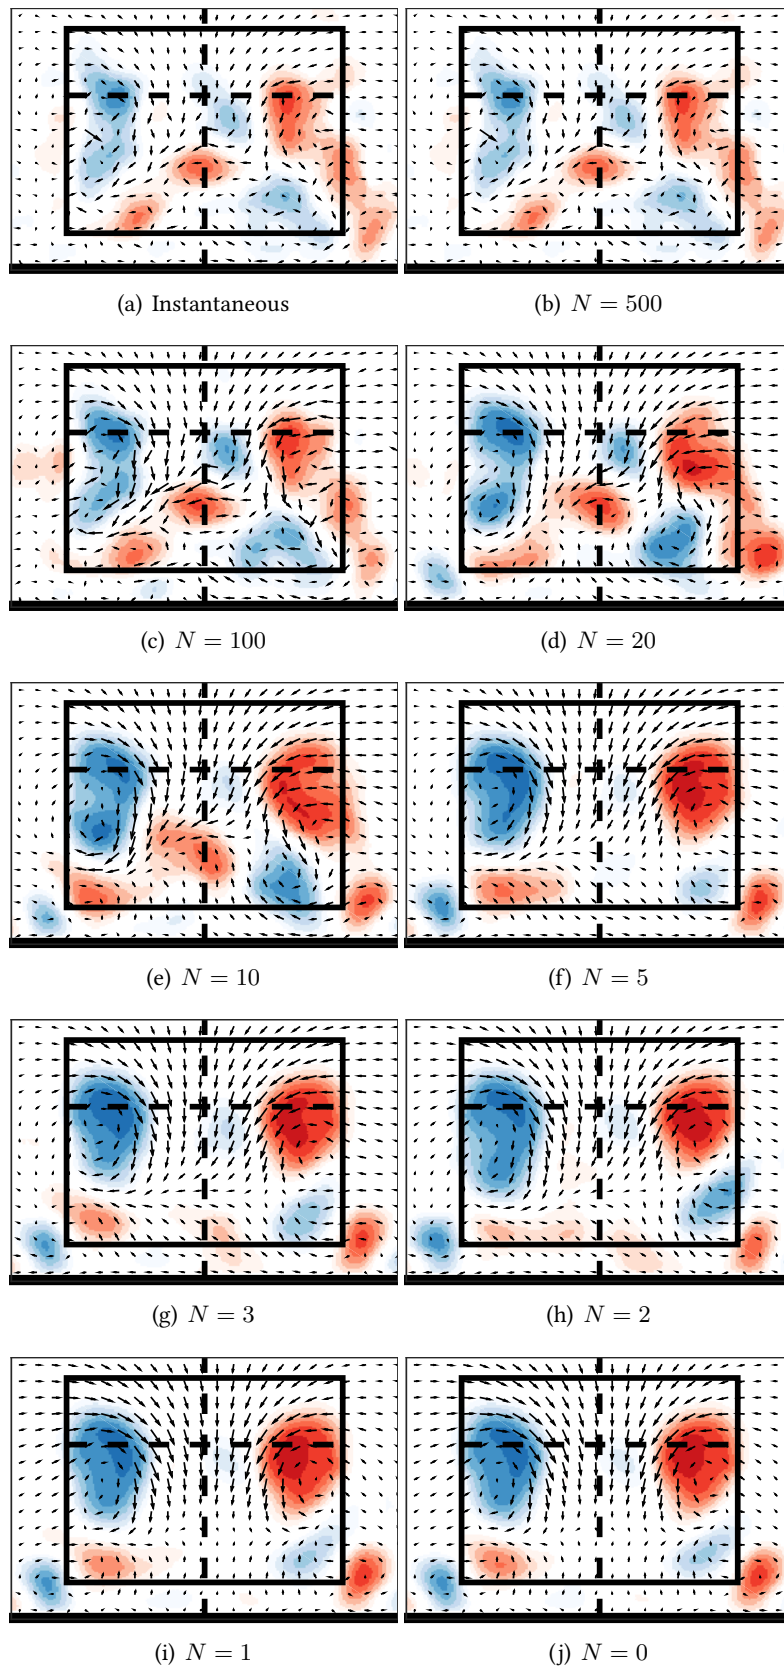 (a) Instantaneous
(b) N = 500
(c) N = 100
(d) N = 20
(e) N = 10
(f) N = 5
(g) N = 3
(h) N = 2
(i) N = 1
(j) N = 0